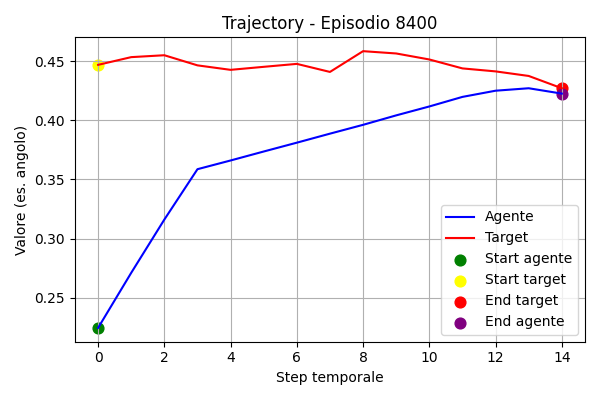 Trajectory - Episodio 8400
Valore (es. angolo)
0.45
0.40
0.35
0.30
0.25
Agente
Target
Start agente
Start target
End target
End agente
0 2 4 6 8 10 12 14
Step temporale